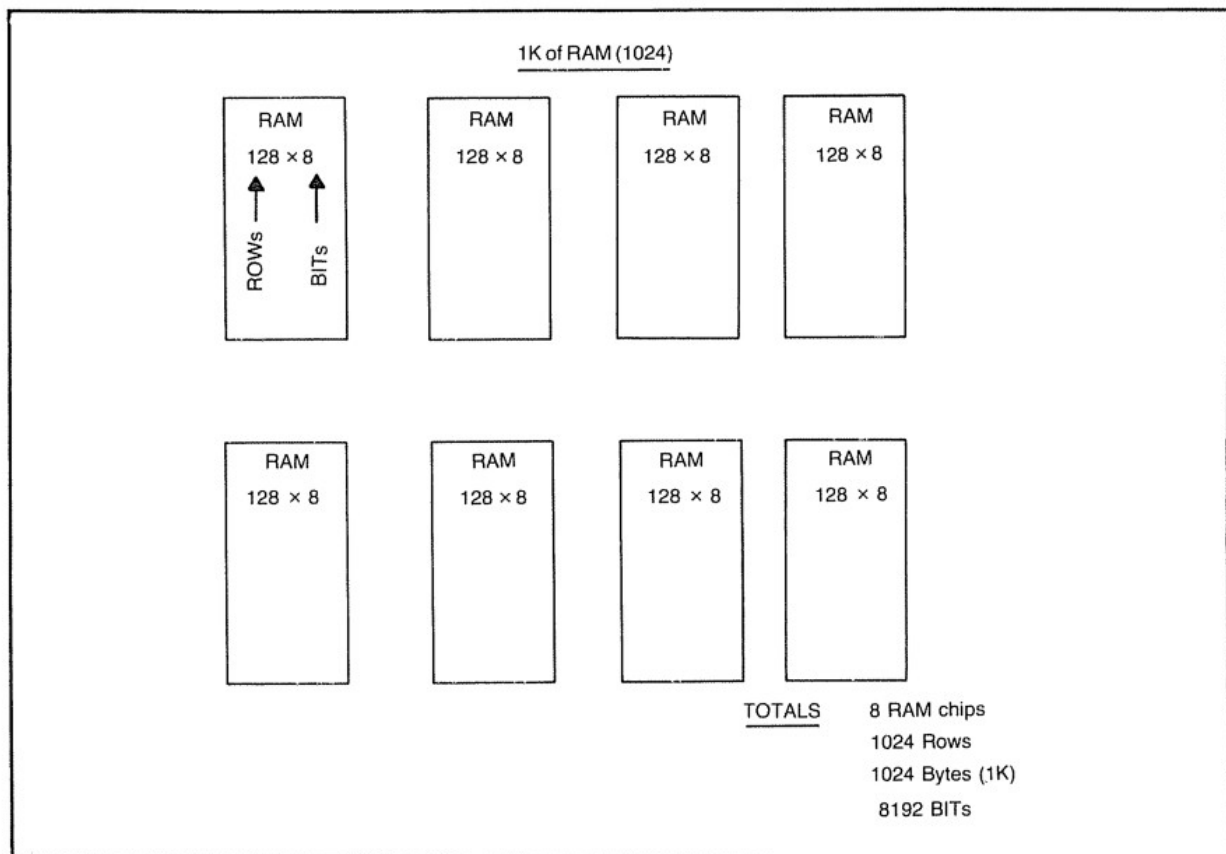 1K of RAM (1024)
RAM RAM RAM RAM
128 × 8 128 × 8 128 × 8 128 × 8
ROWs BITs
RAM RAM RAM RAM
128 × 8 128 × 8 128 × 8 128 × 8
TOTALS 8 RAM chips
1024 Rows
1024 Bytes (1K)
8192 BITs